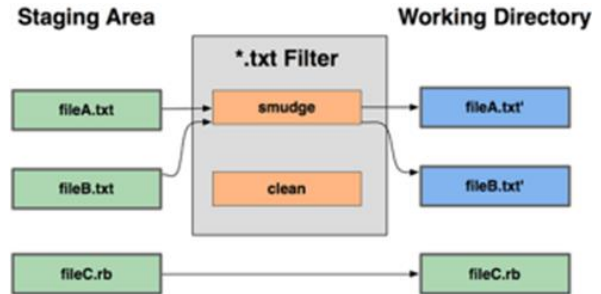 Staging Area
Working Directory
*.txt Filter
fileA.txt
smudge
fileA.txt'
fileB.txt
clean
fileB.txt'
fileC.rb
fileC.rb